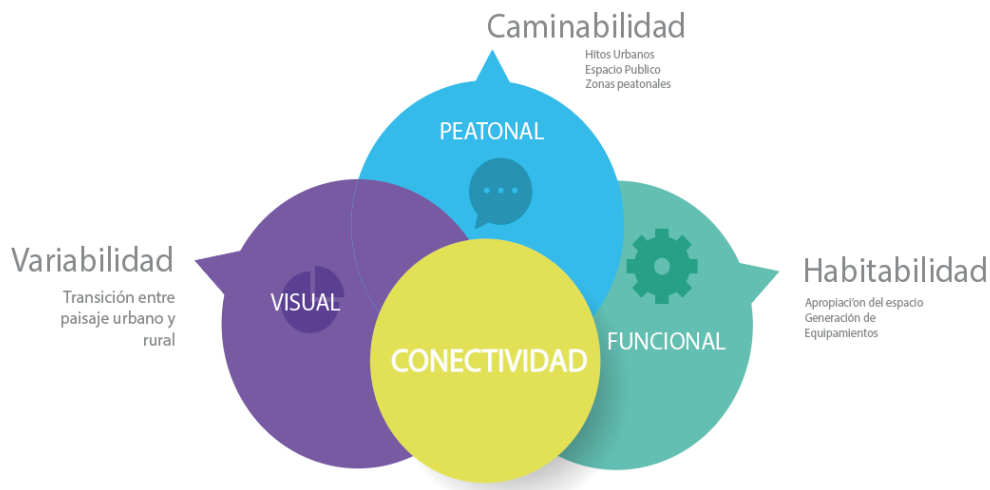 Caminabilidad
Hitos Urbanos
Espacio Publico
Zonas peatonales
PEATONAL
Variabilidad
Transición entre
paisaje urbano y
rural
VISUAL
CONECTIVIDAD
FUNCIONAL
Habitabilidad
Apropiaci'on del espacio
Generación de
Equipamientos